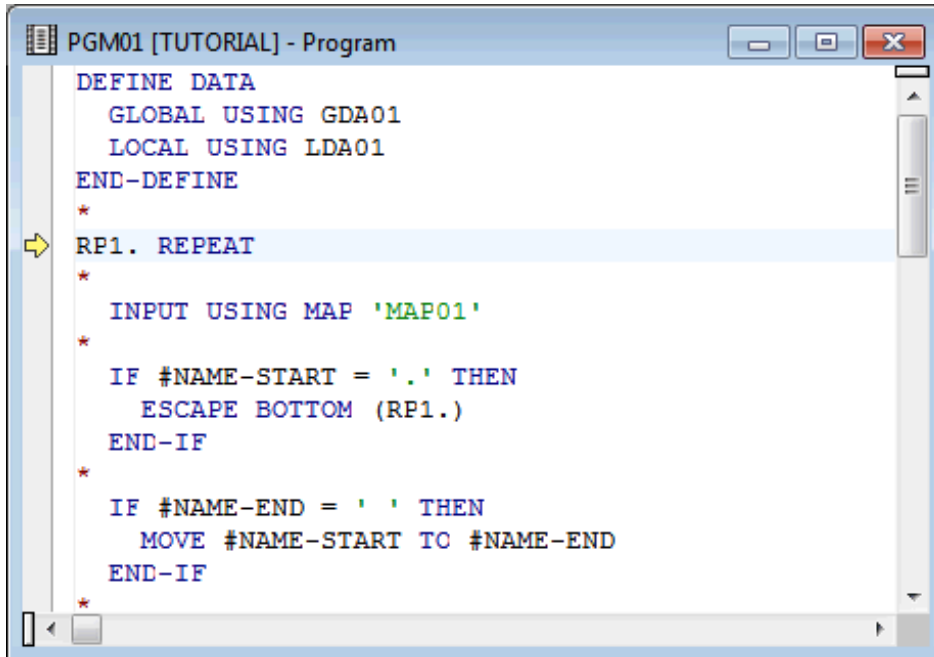 PGM01 [TUTORIAL] - Program
DEFINE DATA
  GLOBAL USING GDA01
  LOCAL USING LDA01
END-DEFINE
*
RP1. REPEAT
*
  INPUT USING MAP 'MAP01'
*
  IF #NAME-START = '.' THEN
    ESCAPE BOTTOM (RP1.)
  END-IF
*
  IF #NAME-END = ' ' THEN
    MOVE #NAME-START TO #NAME-END
  END-IF
*